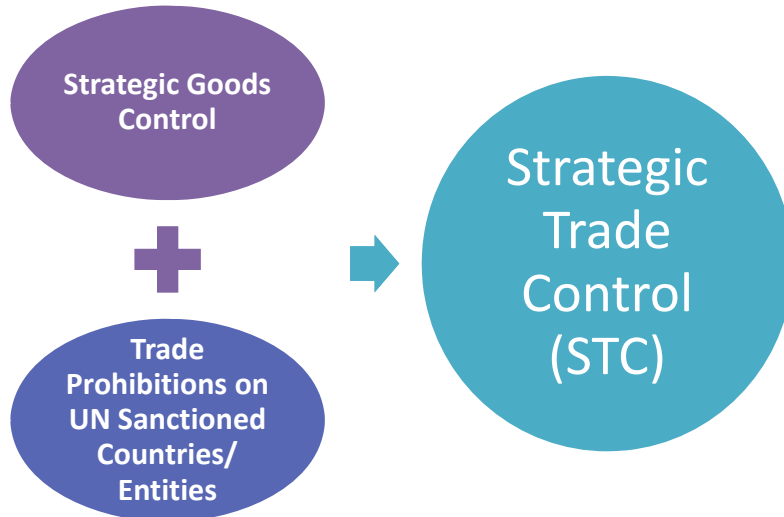 Strategic Goods
Control
Trade
Prohibitions on
UN Sanctioned
Countries/
Entities
Strategic
Trade
Control
(STC)